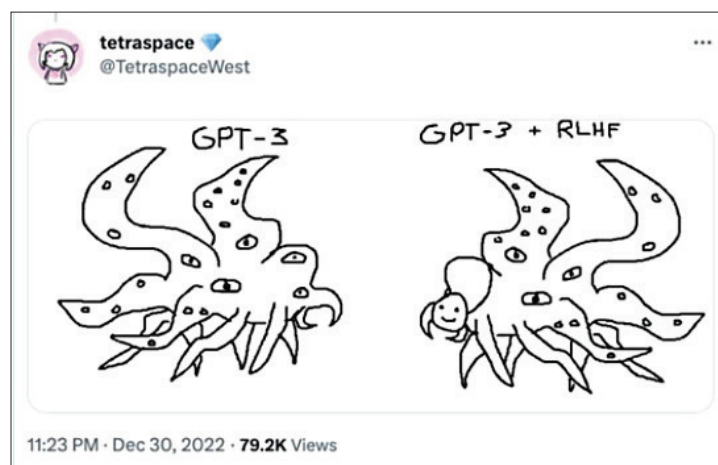 tetraspace 💎
@TetraspaceWest
GPT-3
GPT-3 + RLHF
11:23 PM · Dec 30, 2022 · 79.2K Views